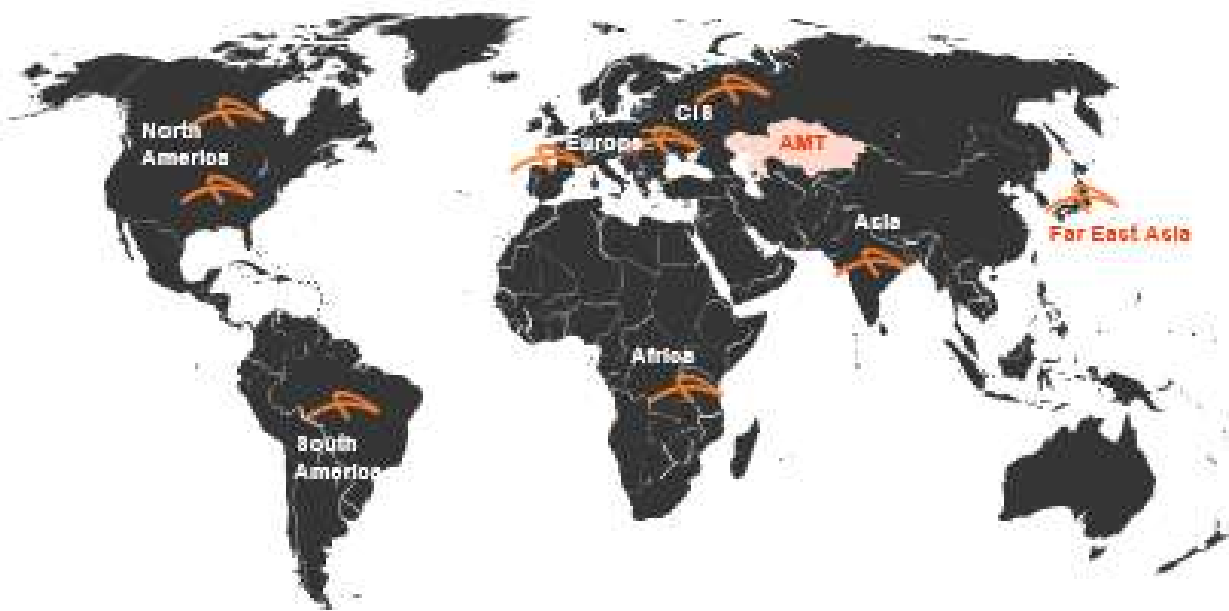 CIS
North
America
Europe
AMT
Asia
Far East Asia
Africa
South
America